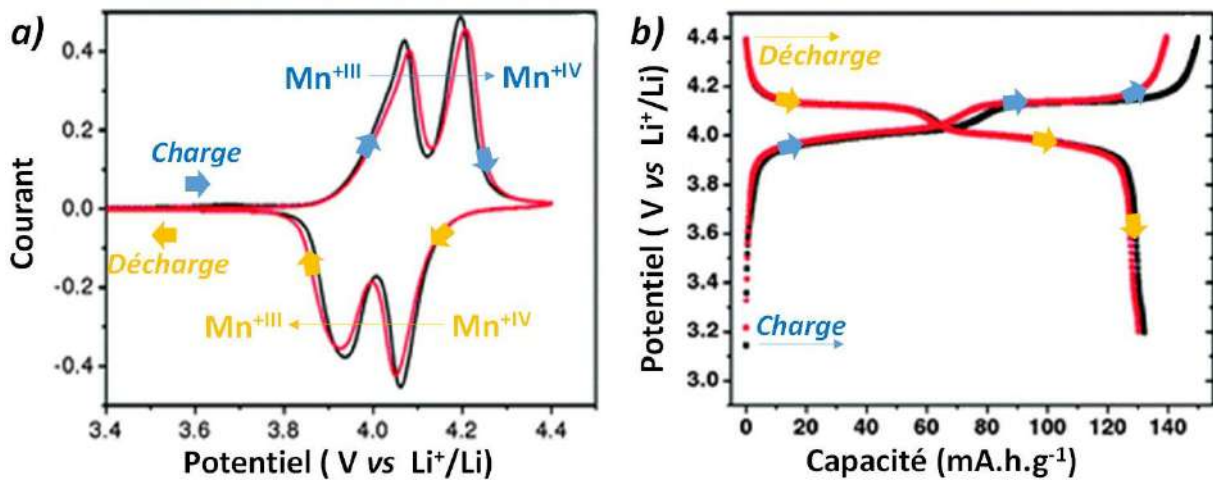 a)
Courant
0.4
0.2
0.0
-0.2
-0.4
Mn+III
Mn+IV
Charge
Décharge
Mn+III
Mn+IV
3.4
3.6
3.8
4.0
4.2
4.4
Potentiel ( V vs Li+/Li)
b)
Potentiel ( V vs Li+/Li)
4.4
4.2
4.0
3.8
3.6
3.4
3.2
3.0
Décharge
Charge
0
20
40
60
80
100
120
140
Capacité (mA.h.g-1)